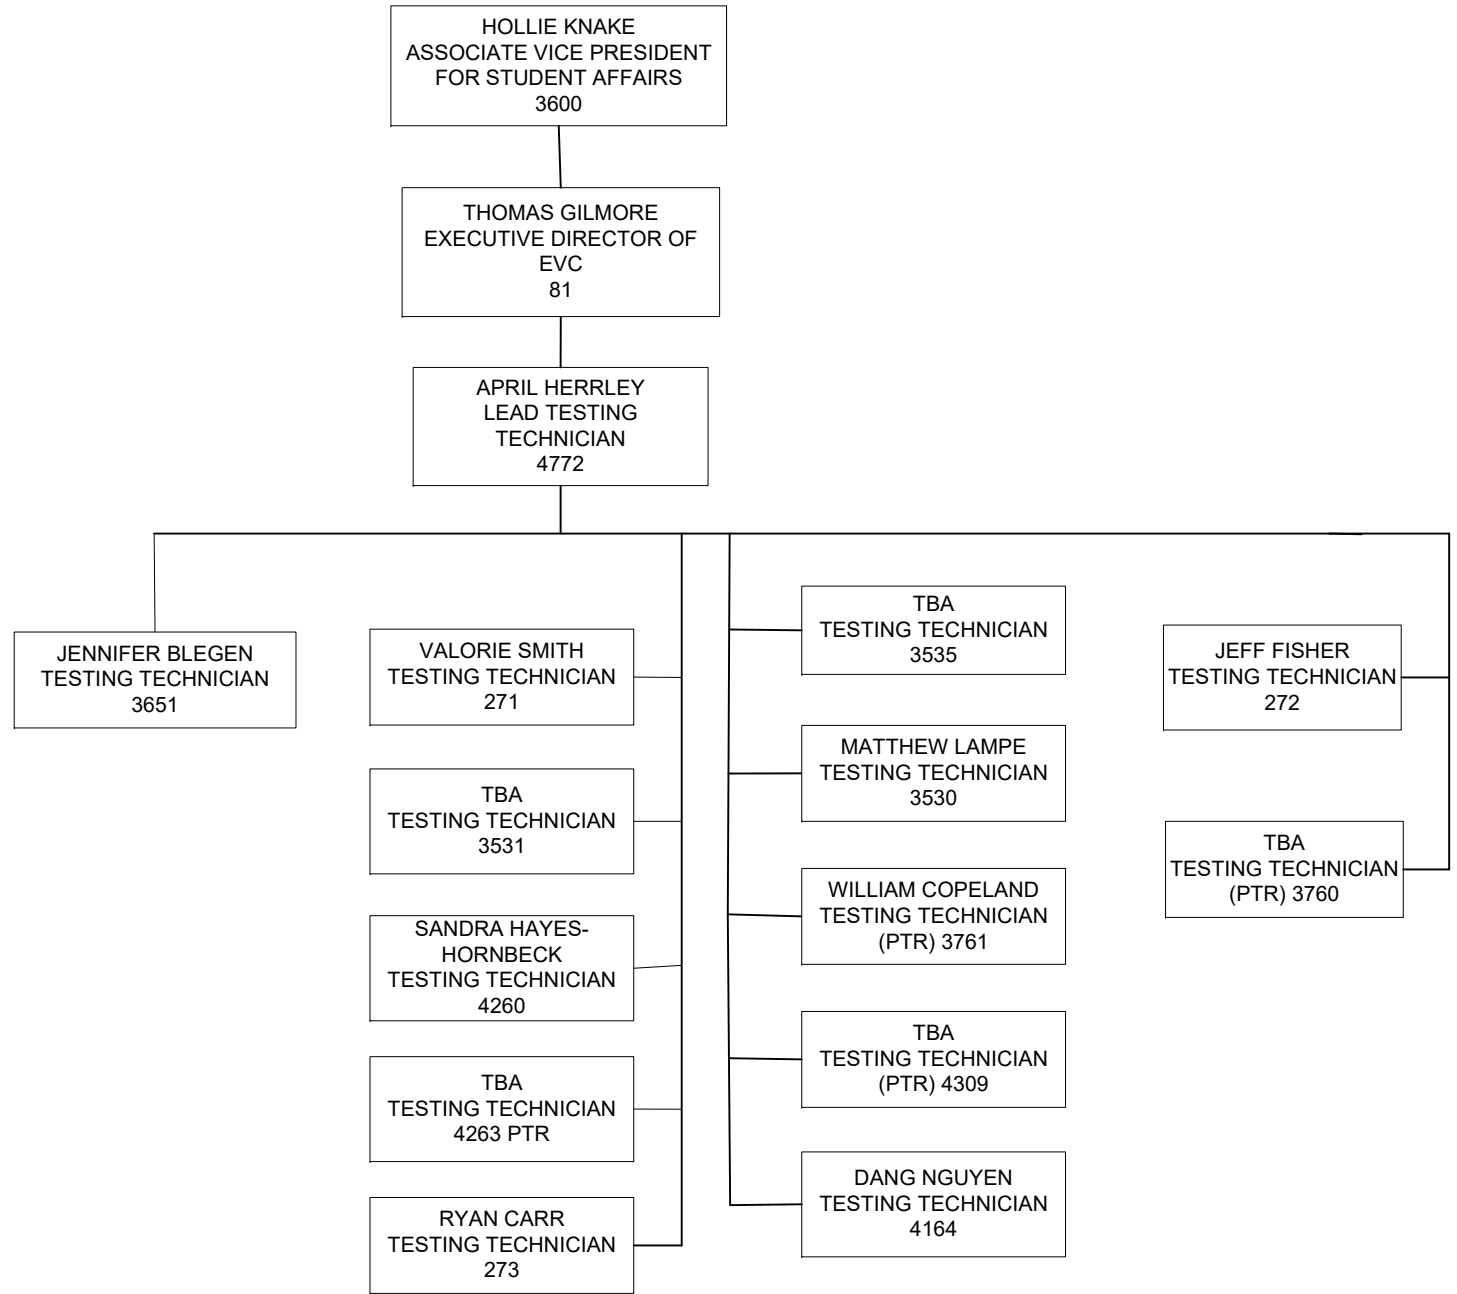 HOLLIE KNAKE
ASSOCIATE VICE PRESIDENT
FOR STUDENT AFFAIRS
3600
THOMAS GILMORE
EXECUTIVE DIRECTOR OF
EVC
81
APRIL HERRLEY
LEAD TESTING
TECHNICIAN
4772
JENNIFER BLEGEN
TESTING TECHNICIAN
3651
VALORIE SMITH
TESTING TECHNICIAN
271
TBA
TESTING TECHNICIAN
3531
SANDRA HAYES-
HORNBECK
TESTING TECHNICIAN
4260
TBA
TESTING TECHNICIAN
4263 PTR
RYAN CARR
TESTING TECHNICIAN
273
TBA
TESTING TECHNICIAN
3535
MATTHEW LAMPE
TESTING TECHNICIAN
3530
WILLIAM COPELAND
TESTING TECHNICIAN
(PTR) 3761
TBA
TESTING TECHNICIAN
(PTR) 4309
DANG NGUYEN
TESTING TECHNICIAN
4164
JEFF FISHER
TESTING TECHNICIAN
272
TBA
TESTING TECHNICIAN
(PTR) 3760